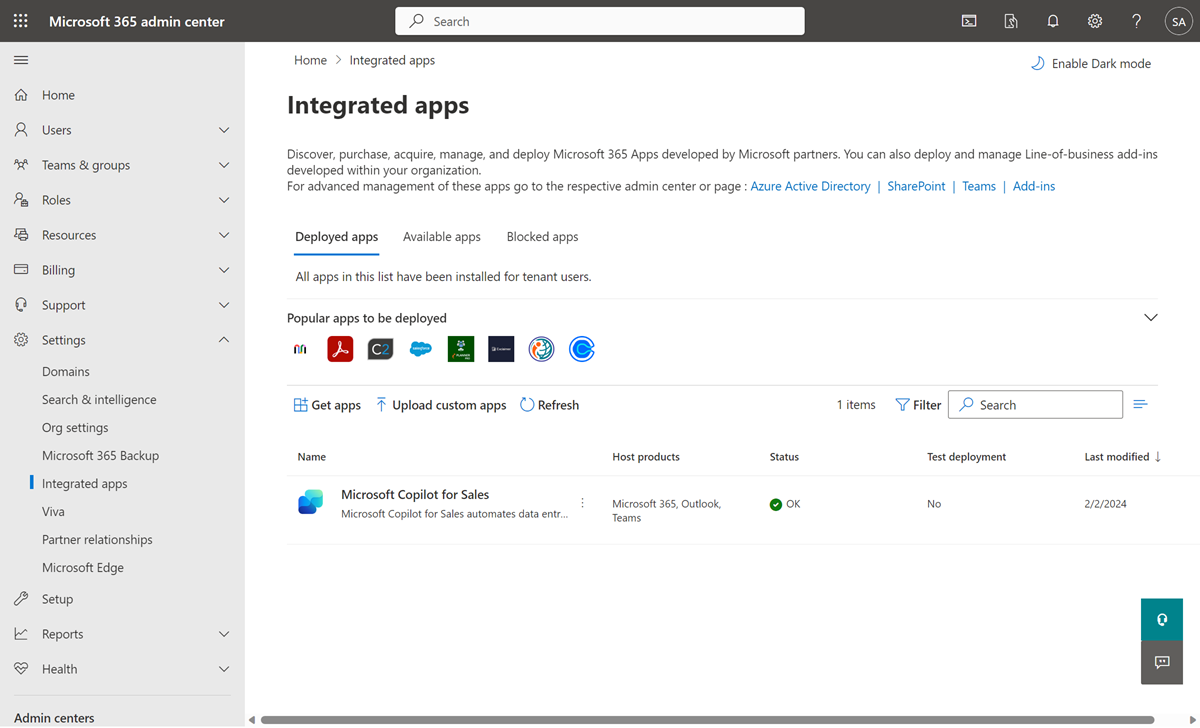 Microsoft 365 admin center
Search
SA
Home > Integrated apps
Enable Dark mode
Home
Users
Teams & groups
Roles
Resources
Billing
Support
Settings
Domains
Search & intelligence
Org settings
Microsoft 365 Backup
Integrated apps
Viva
Partner relationships
Microsoft Edge
Setup
Reports
Health
Admin centers
Integrated apps
Discover, purchase, acquire, manage, and deploy Microsoft 365 Apps developed by Microsoft partners. You can also deploy and manage Line-of-business add-ins
developed within your organization.
For advanced management of these apps go to the respective admin center or page : Azure Active Directory | SharePoint | Teams | Add-ins
Deployed apps Available apps Blocked apps
All apps in this list have been installed for tenant users.
Popular apps to be deployed
C2
salesforce
Get apps Upload custom apps Refresh 1 items Filter Search
Name Host products Status Test deployment Last modified ↓
Microsoft Copilot for Sales
Microsoft Copilot for Sales automates data entr...
Microsoft 365, Outlook,
Teams
OK
No
2/2/2024